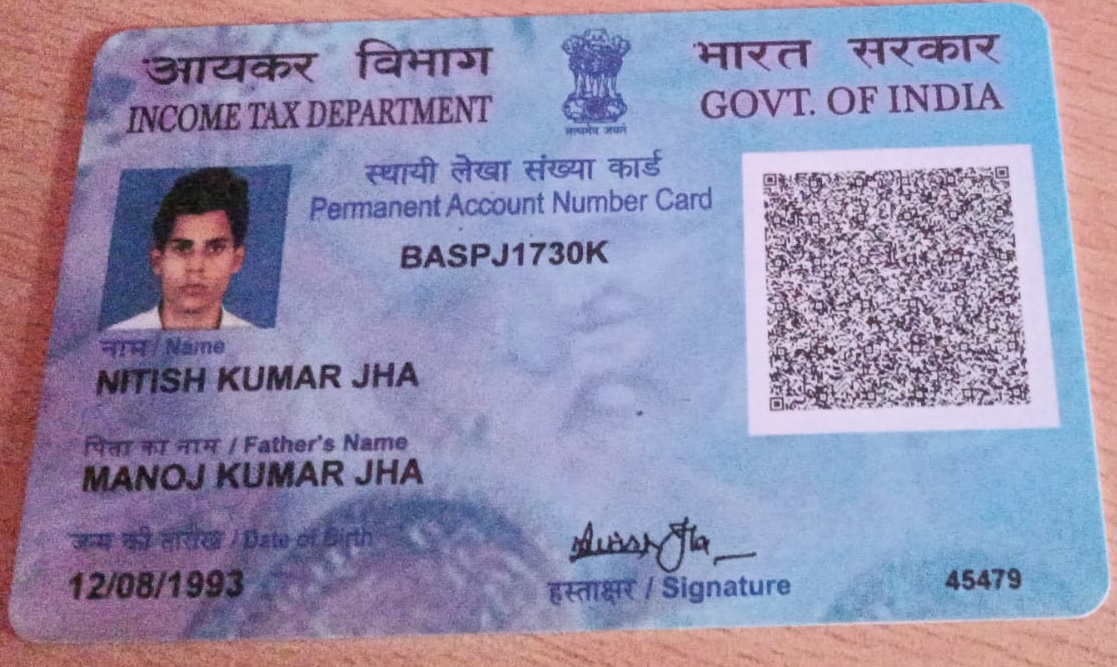 आयकर विभाग
INCOME TAX DEPARTMENT
सत्यमेव जयते
भारत सरकार
GOVT. OF INDIA
स्थायी लेखा संख्या कार्ड
Permanent Account Number Card
BASPJ1730K
नाम / Name
NITISH KUMAR JHA
पिता का नाम / Father's Name
MANOJ KUMAR JHA
जन्म की तारीख / Date of Birth
12/08/1993
Jha
हस्ताक्षर / Signature
45479